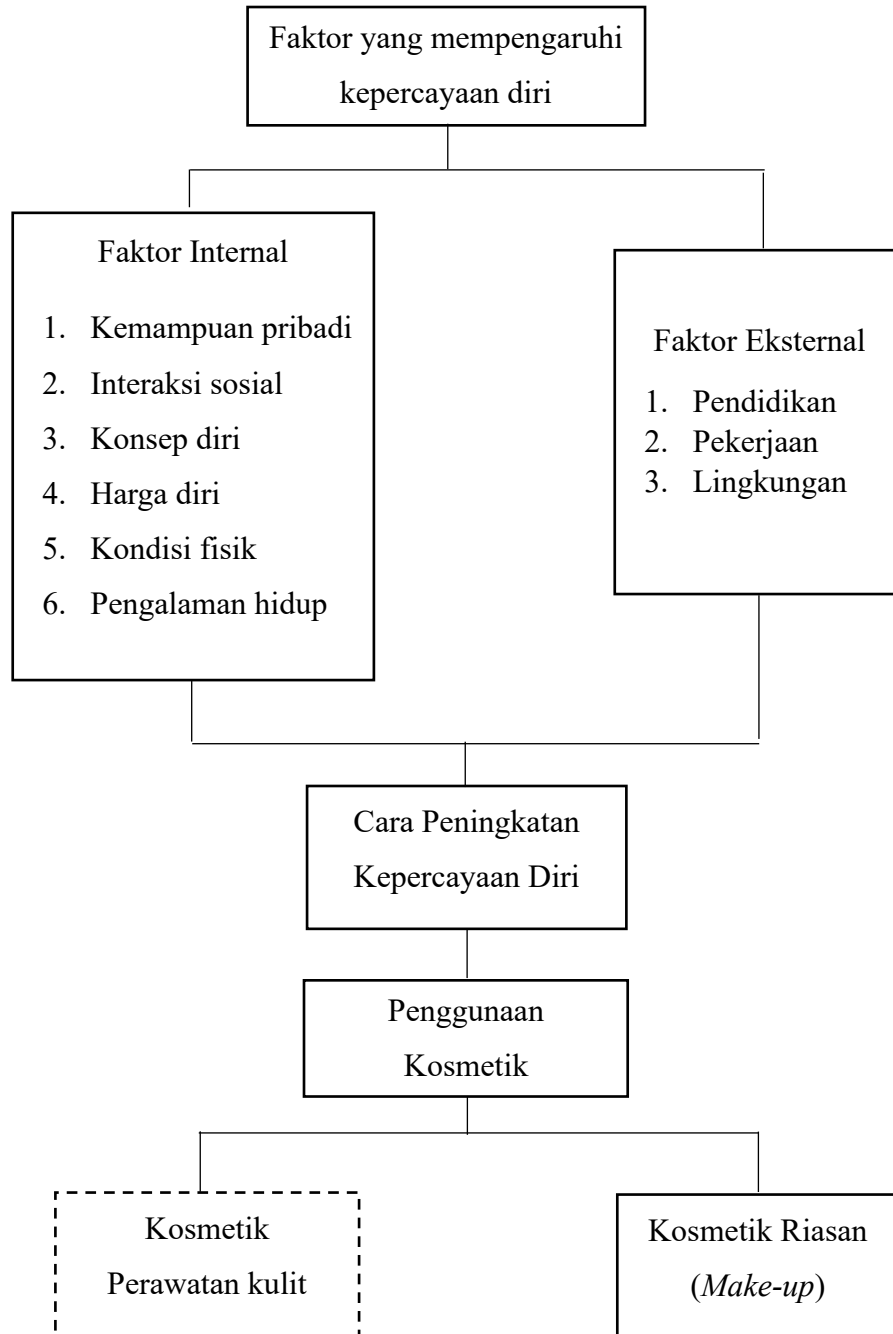 Faktor yang mempengaruhi
kepercayaan diri
Faktor Internal
1. Kemampuan pribadi
2. Interaksi sosial
3. Konsep diri
4. Harga diri
5. Kondisi fisik
6. Pengalaman hidup
Faktor Eksternal
1. Pendidikan
2. Pekerjaan
3. Lingkungan
Cara Peningkatan
Kepercayaan Diri
Penggunaan
Kosmetik
Kosmetik
Perawatan kulit
Kosmetik Riasan
(Make-up)